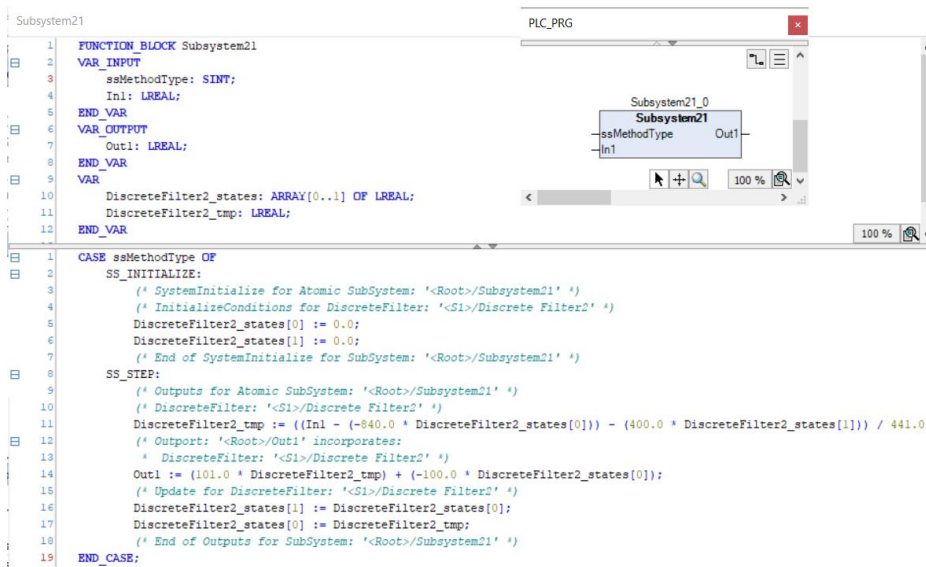 Subsystem21
PLC_PRG
1 FUNCTION_BLOCK Subsystem21
2 VAR_INPUT
3 ssMethodType: SINT;
4 In1: LREAL;
5 END_VAR
6 VAR_OUTPUT
7 Out1: LREAL;
8 END_VAR
9 VAR
10 DiscreteFilter2_states: ARRAY[0..1] OF LREAL;
11 DiscreteFilter2_tmp: LREAL;
12 END_VAR
Subsystem21_0
Subsystem21
ssMethodType Out1
In1
100 %
100 %
1 CASE ssMethodType OF
2 SS_INITIALIZE:
3 (* SystemInitialize for Atomic SubSystem: '<Root>/Subsystem21' *)
4 (* InitializeConditions for DiscreteFilter: '<S1>/Discrete Filter2' *)
5 DiscreteFilter2_states[0] := 0.0;
6 DiscreteFilter2_states[1] := 0.0;
7 (* End of SystemInitialize for SubSystem: '<Root>/Subsystem21' *)
8 SS_STEP:
9 (* Outputs for Atomic SubSystem: '<Root>/Subsystem21' *)
10 (* DiscreteFilter: '<S1>/Discrete Filter2' *)
11 DiscreteFilter2_tmp := ((In1 - (-840.0 * DiscreteFilter2_states[0])) - (400.0 * DiscreteFilter2_states[1])) / 441.0
12 (* Outport: '<Root>/Out1' incorporates:
13 * DiscreteFilter: '<S1>/Discrete Filter2' *)
14 Out1 := (101.0 * DiscreteFilter2_tmp) + (-100.0 * DiscreteFilter2_states[0]);
15 (* Update for DiscreteFilter: '<S1>/Discrete Filter2' *)
16 DiscreteFilter2_states[1] := DiscreteFilter2_states[0];
17 DiscreteFilter2_states[0] := DiscreteFilter2_tmp;
18 (* End of Outputs for SubSystem: '<Root>/Subsystem21' *)
19 END_CASE;